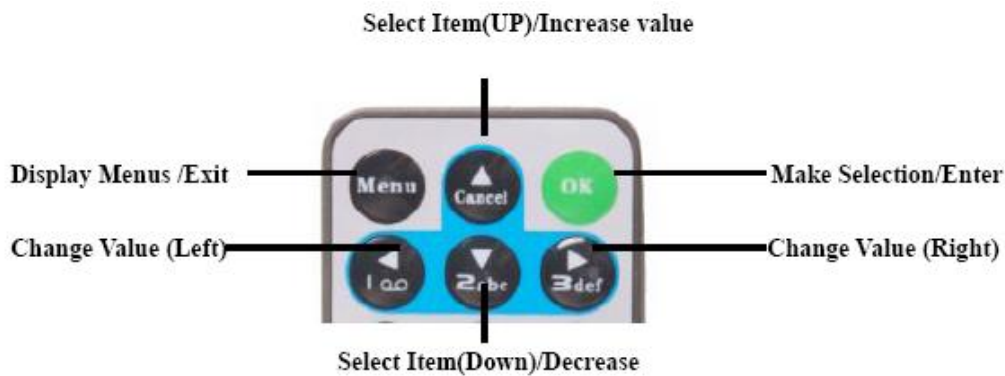 Select Item(UP)/Increase value
Display Menus /Exit
Menu
Cancel
OK
Make Selection/Enter
Change Value (Left)
1
2abc
3def
Change Value (Right)
Select Item(Down)/Decrease